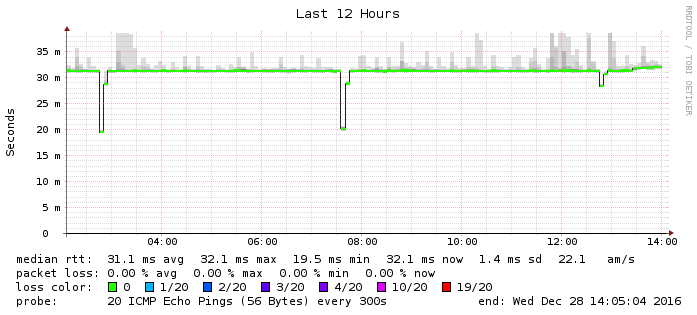 Last 12 Hours
RRDTOOL / TOBI OETIKER
Seconds
35 m
30 m
25 m
20 m
15 m
10 m
5 m
0
04:00 06:00 08:00 10:00 12:00 14:00
median rtt: 31.1 ms avg 32.1 ms max 19.5 ms min 32.1 ms now 1.4 ms sd 22.1 am/s
packet loss: 0.00 % avg 0.00 % max 0.00 % min 0.00 % now
loss color: 0 1/20 2/20 3/20 4/20 10/20 19/20
probe: 20 ICMP Echo Pings (56 Bytes) every 300s end: Wed Dec 28 14:05:04 2016